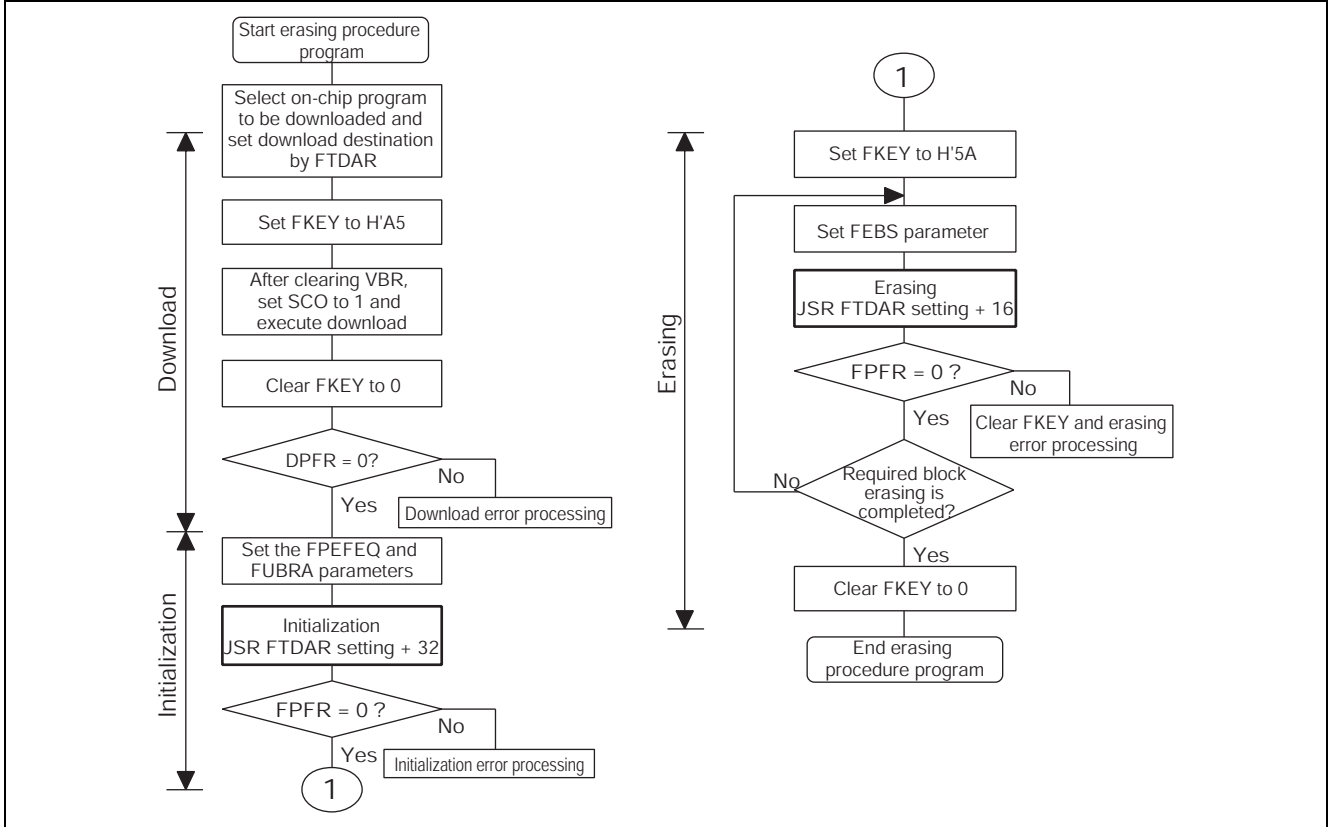 Start erasing procedure
program
Select on-chip program
to be downloaded and
set download destination
by FTDAR
Set FKEY to H'A5
After clearing VBR,
set SCO to 1 and
execute download
Clear FKEY to 0
DPFR = 0?
No
Yes
Download error processing
Download
Set the FPEFEQ and
FUBRA parameters
Initialization
JSR FTDAR setting + 32
FPFR = 0 ?
No
Yes
Initialization error processing
Initialization
1
1
Set FKEY to H'5A
Set FEBS parameter
Erasing
JSR FTDAR setting + 16
FPFR = 0 ?
No
Yes
Clear FKEY and erasing
error processing
Required block
erasing is
completed?
No
Yes
Clear FKEY to 0
Erasing
End erasing
procedure program